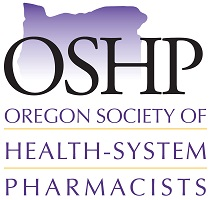 OSHP
OREGON SOCIETY OF
HEALTH-SYSTEM
PHARMACISTS